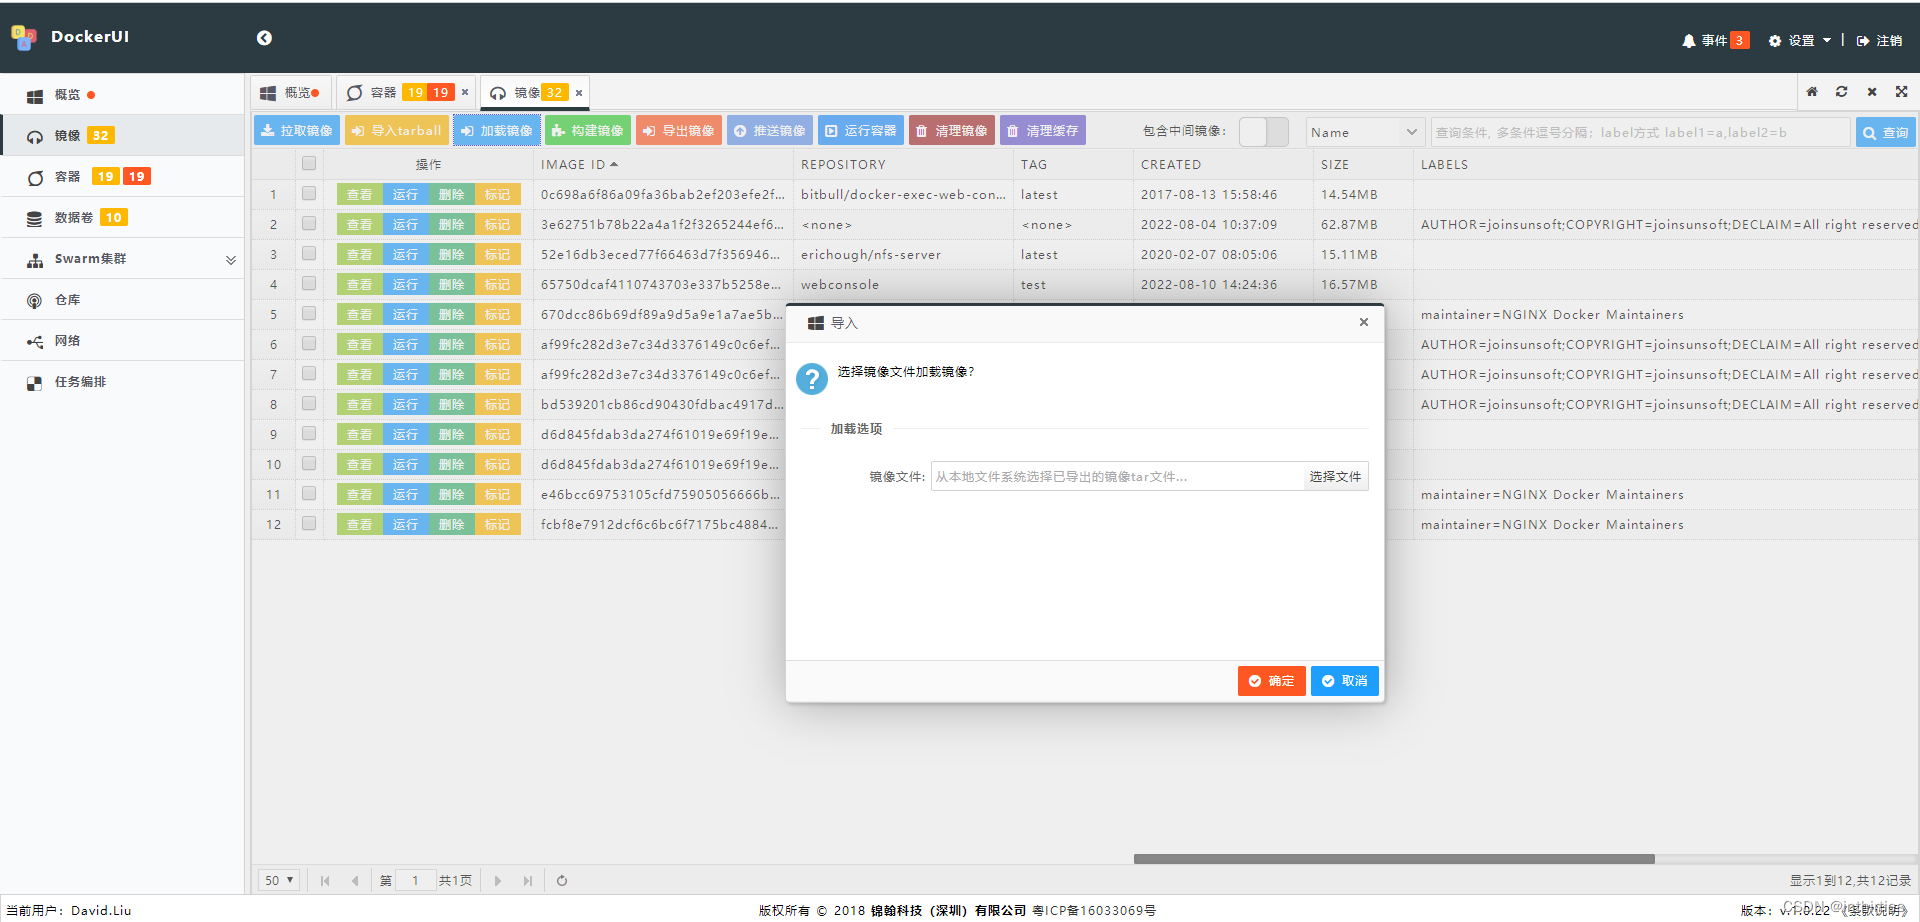 DockerUI
事件 3 设置 | 注销
概览
镜像 32
容器 19 19
数据卷 10
Swarm集群
仓库
网络
任务编排
概览 容器 19 19 × 镜像 32 ×
拉取镜像 导入tarball 加载镜像 构建镜像 导出镜像 推送镜像 运行容器 清理镜像 清理缓存 包含中间镜像: Name 查询条件, 多条件逗号分隔; label方式 label1=a,label2=b 查询
操作 IMAGE ID REPOSITORY TAG CREATED SIZE LABELS
1 查看 运行 删除 标记 0c698a6f86a09fa36bab2ef203efe2f... bitbull/docker-exec-web-con... latest 2017-08-13 15:58:46 14.54MB
2 查看 运行 删除 标记 3e62751b78b22a4a1f2f3265244ef6... <none> <none> 2022-08-04 10:37:09 62.87MB AUTHOR=joinsunsoft;COPYRIGHT=joinsunsoft;DECLAIM=All right reserved
3 查看 运行 删除 标记 52e16db3eced77f66463d7f356946... erichough/nfs-server latest 2020-02-07 08:05:06 15.11MB
4 查看 运行 删除 标记 65750dcaf4110743703e337b5258e... webconsole test 2022-08-10 14:24:36 16.57MB
5 查看 运行 删除 标记 670dcc86b69df89a9d5a9e1a7ae5b... maintainer=NGINX Docker Maintainers
6 查看 运行 删除 标记 af99fc282d3e7c34d3376149c0c6ef... AUTHOR=joinsunsoft;COPYRIGHT=joinsunsoft;DECLAIM=All right reserved
7 查看 运行 删除 标记 af99fc282d3e7c34d3376149c0c6ef... AUTHOR=joinsunsoft;COPYRIGHT=joinsunsoft;DECLAIM=All right reserved
8 查看 运行 删除 标记 bd539201cb86cd90430fdbac4917d... AUTHOR=joinsunsoft;COPYRIGHT=joinsunsoft;DECLAIM=All right reserved
9 查看 运行 删除 标记 d6d845fdab3da274f61019e69f19e...
10 查看 运行 删除 标记 d6d845fdab3da274f61019e69f19e...
11 查看 运行 删除 标记 e46bcc69753105cfd75905056666b... maintainer=NGINX Docker Maintainers
12 查看 运行 删除 标记 fcbf8e7912dcf6c6bc6f7175bc4884... maintainer=NGINX Docker Maintainers
导入 ×
选择镜像文件加载镜像?
加载选项
镜像文件: 从本地文件系统选择已导出的镜像tar文件... 选择文件
确定 取消
50 第 1 共1页 显示1到12,共12记录
当前用户: David.Liu 版权所有 © 2018 锦翰科技（深圳）有限公司 粤ICP备16033069号 版本: v.1.0.22 《条款说明》